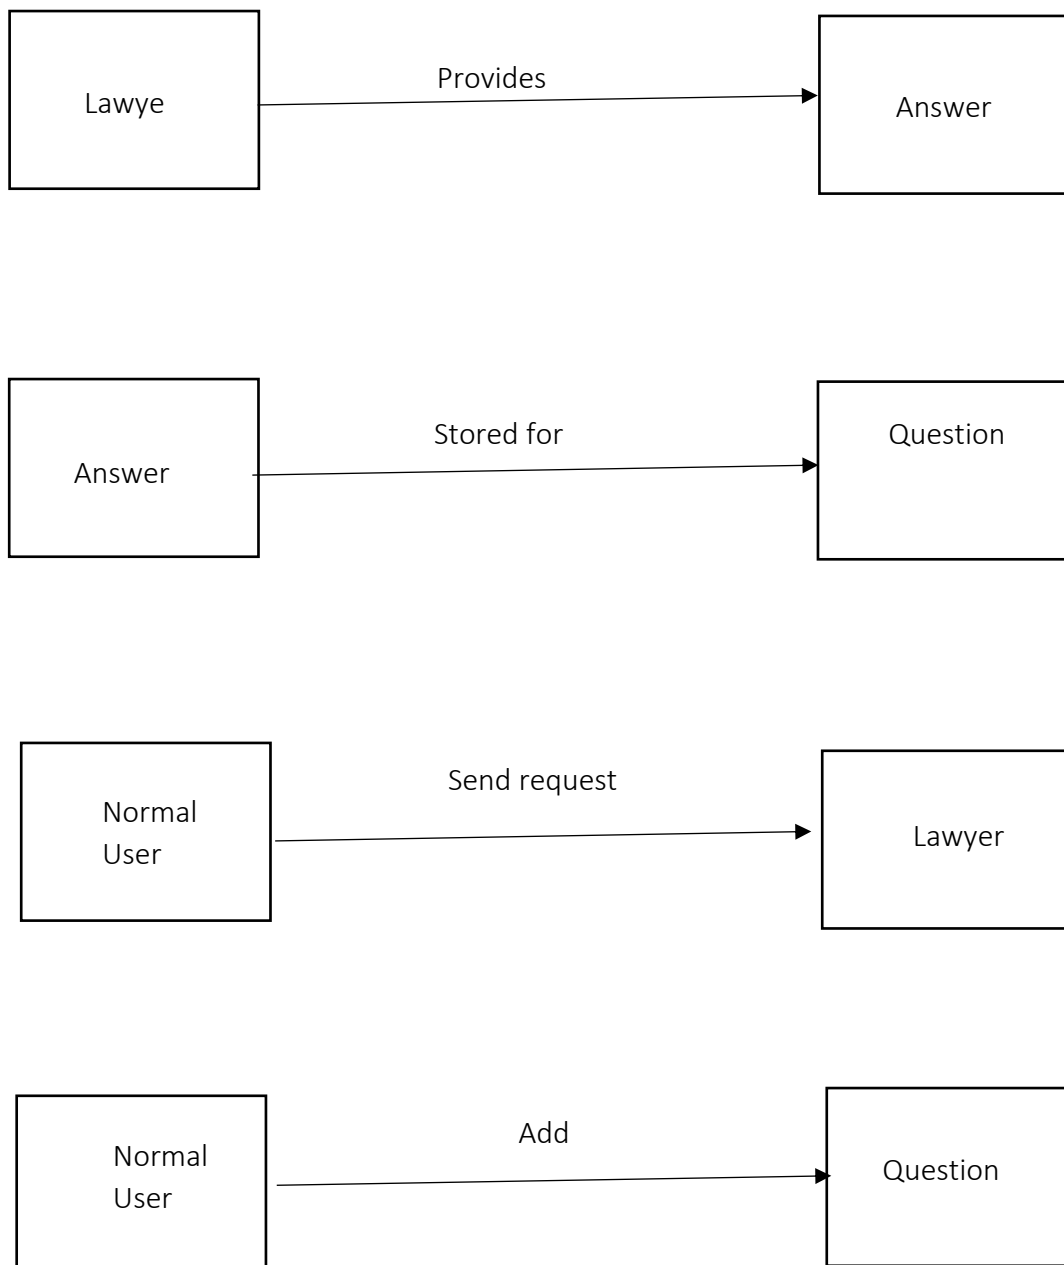 Lawye
Provides
Answer
Answer
Stored for
Question
Normal
User
Send request
Lawyer
Normal
User
Add
Question